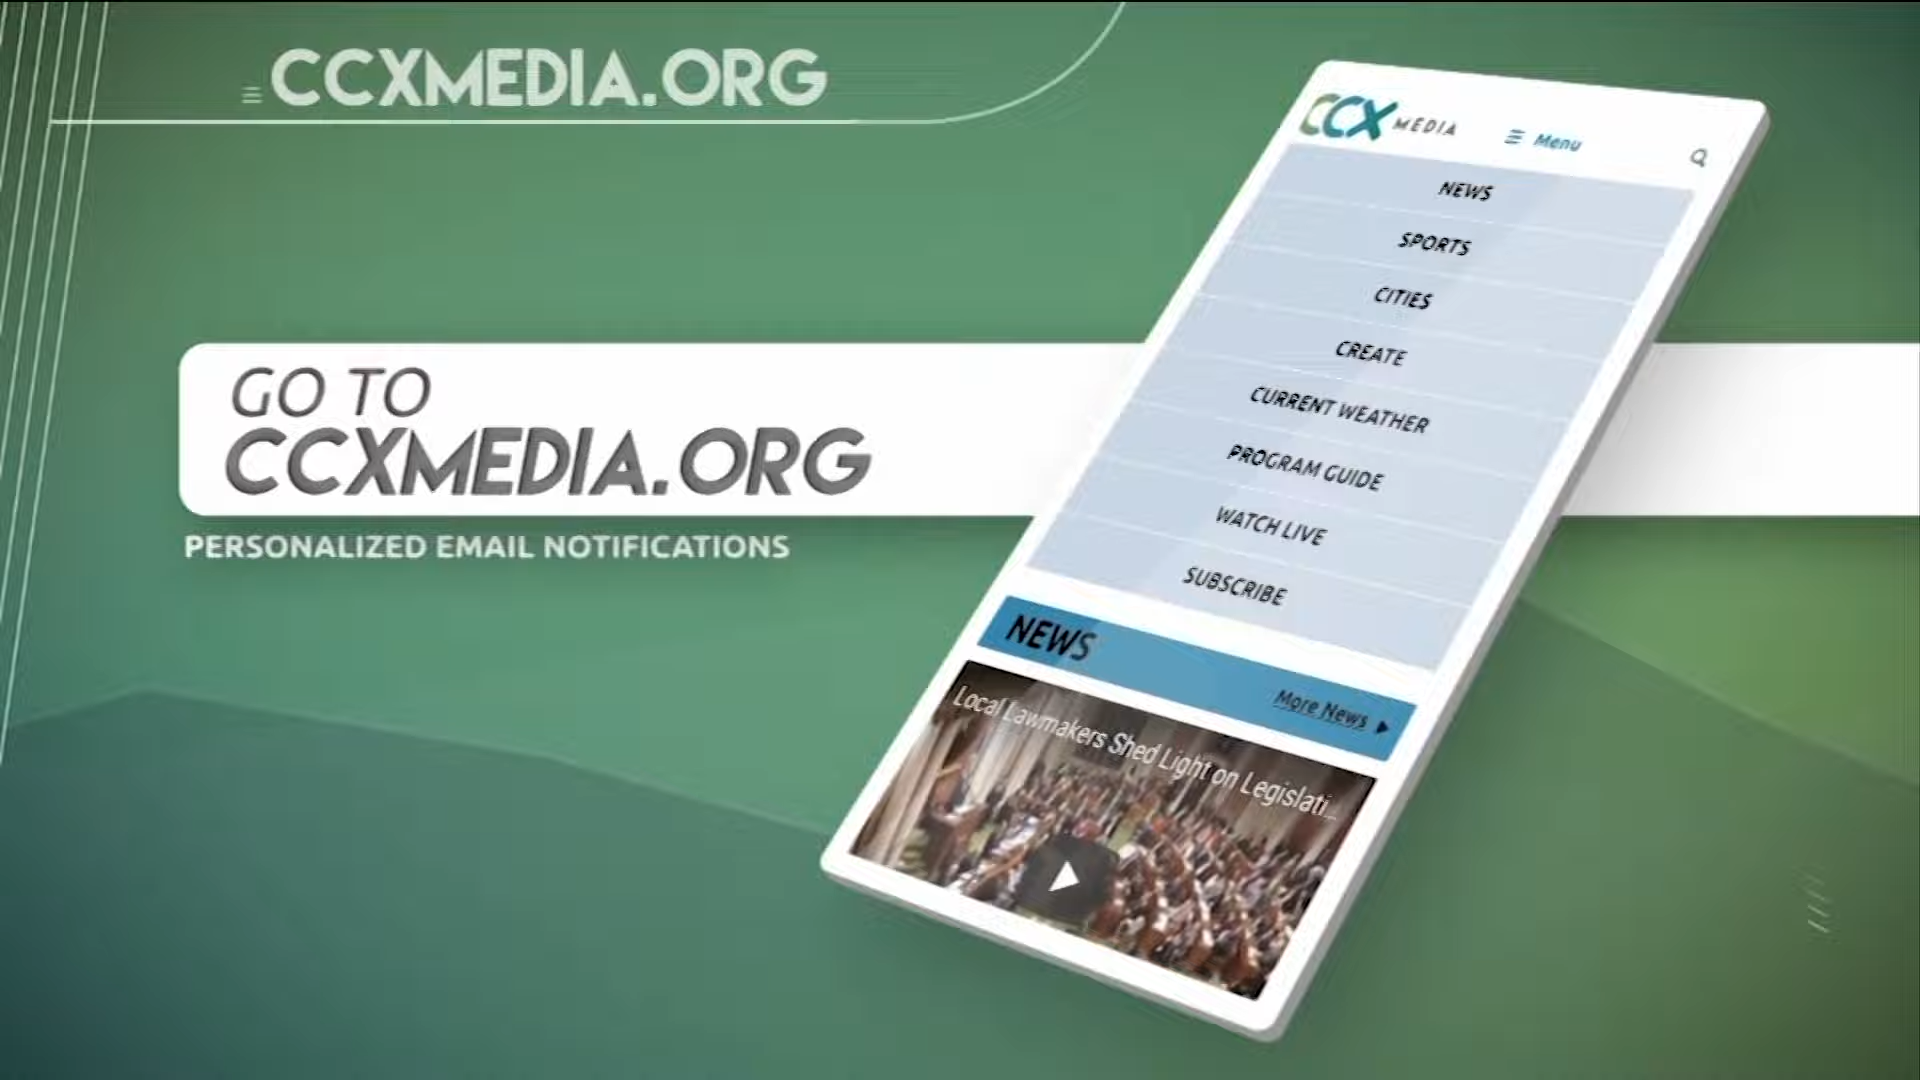 CCXMEDIA.ORG
GO TO
CCXMEDIA.ORG
PERSONALIZED EMAIL NOTIFICATIONS
CCX MEDIA
Menu
NEWS
SPORTS
CITIES
CREATE
CURRENT WEATHER
PROGRAM GUIDE
WATCH LIVE
SUBSCRIBE
NEWS
More News
Local Lawmakers Shed Light on Legislati...